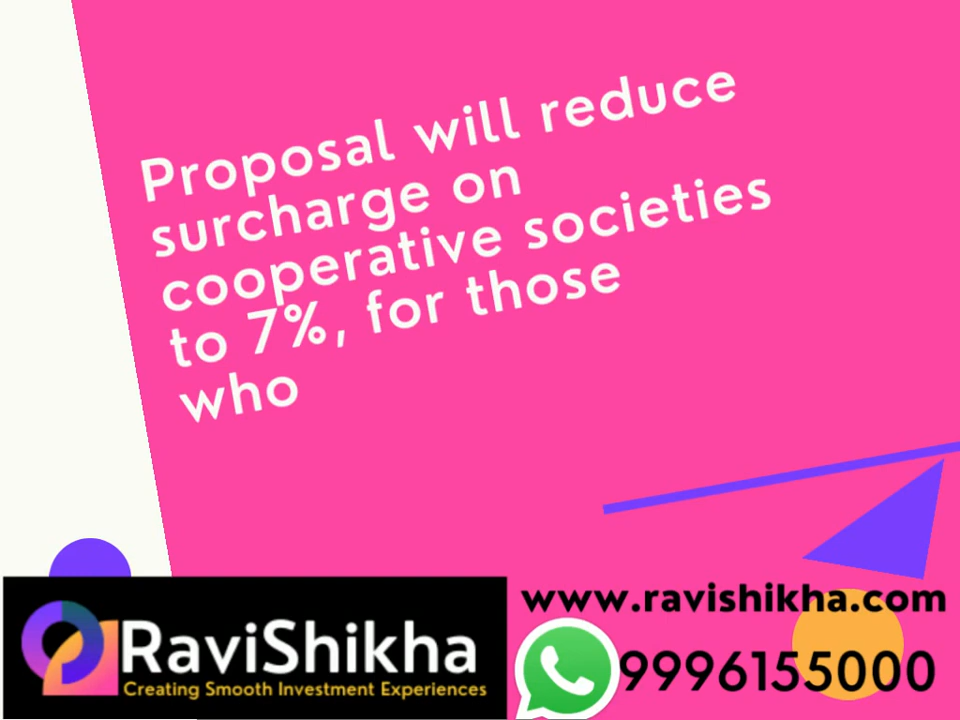 Proposal will reduce
surcharge on
cooperative societies
to 7%, for those
who
www.ravishikha.com
RaviShikha
Creating Smooth Investment Experiences
9996155000